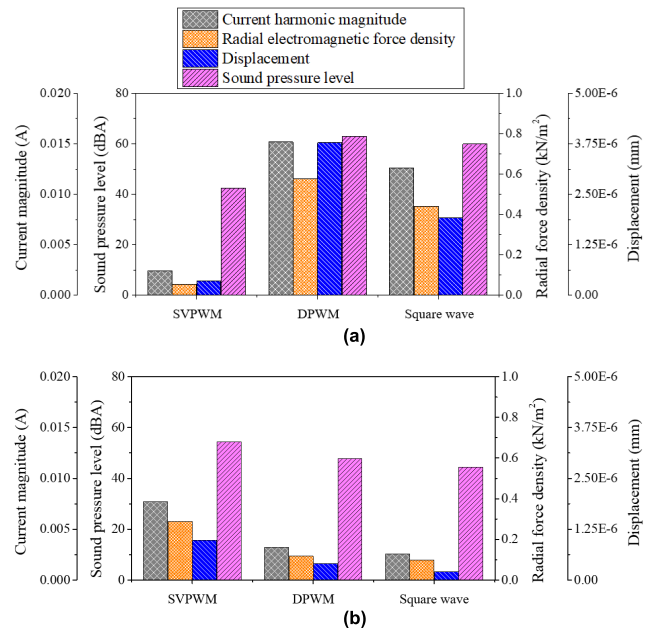 Current harmonic magnitude
Radial electromagnetic force density
Displacement
Sound pressure level
Current magnitude (A)
0.020
0.015
0.010
0.005
0.000
Sound pressure level (dBA)
80
60
40
20
0
1.0
0.8
0.6
0.4
0.2
0.0
Radial force density (kN/m²)
5.00E-6
3.75E-6
2.50E-6
1.25E-6
0.000
Displacement (mm)
SVPWM
DPWM
Square wave
(a)
Current magnitude (A)
0.020
0.015
0.010
0.005
0.000
Sound pressure level (dBA)
80
60
40
20
0
1.0
0.8
0.6
0.4
0.2
0.0
Radial force density (kN/m²)
5.00E-6
3.75E-6
2.50E-6
1.25E-6
0.000
Displacement (mm)
SVPWM
DPWM
Square wave
(b)